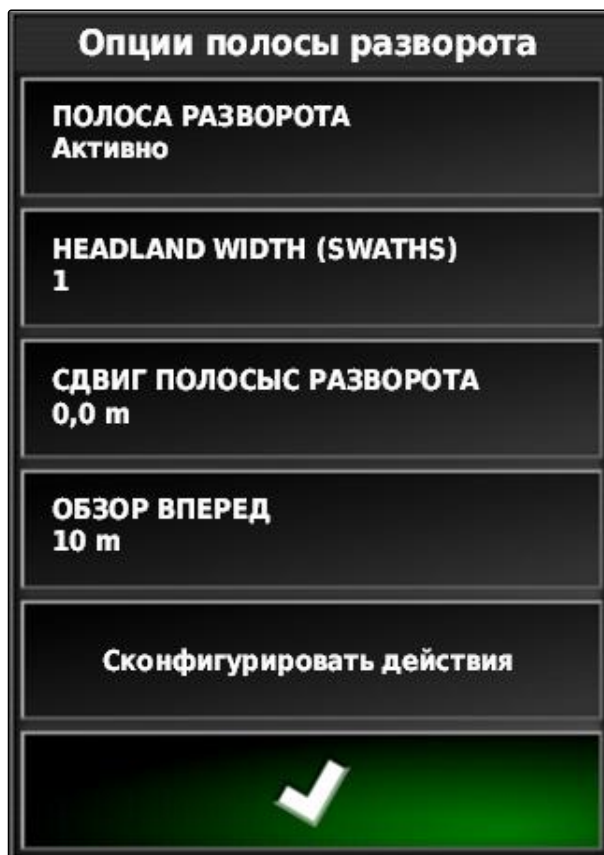 Опции полосы разворота
ПОЛОСА РАЗВОРОТА
Активно
HEADLAND WIDTH (SWATHS)
1
СДВИГ ПОЛОСЫС РАЗВОРОТА
0,0 m
ОБЗОР ВПЕРЕД
10 m
Сконфигурировать действия